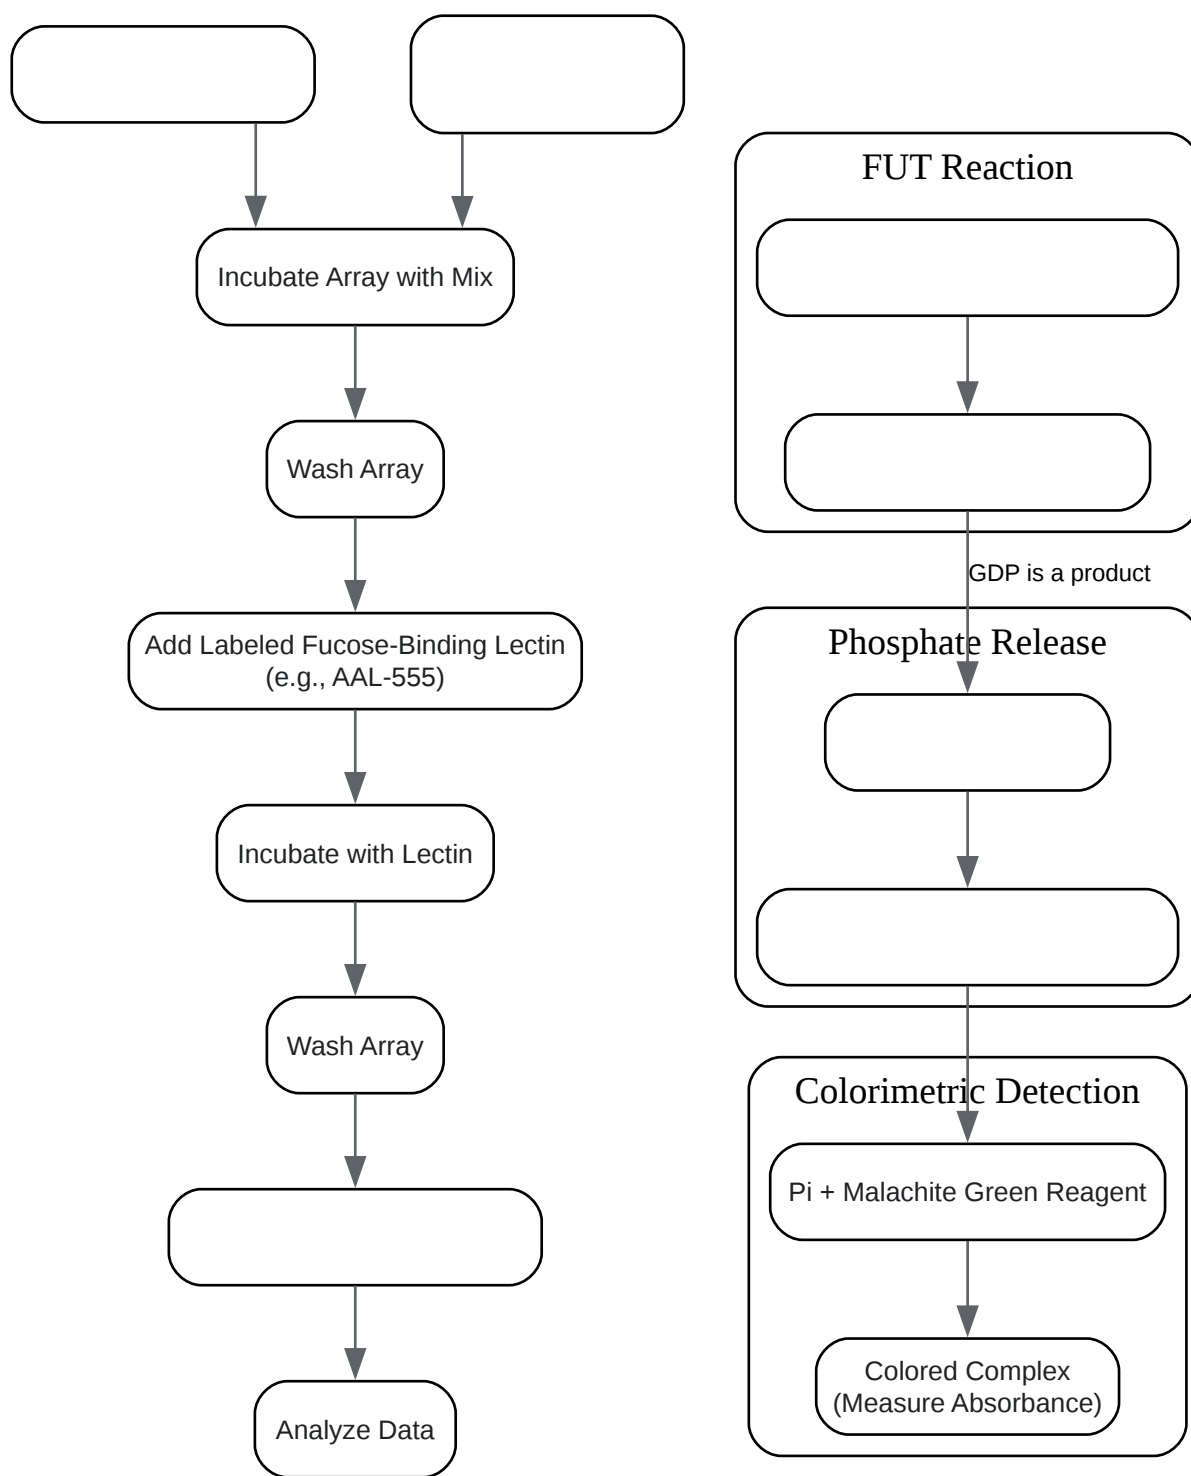 Incubate Array with Mix
Wash Array
Add Labeled Fucose-Binding Lectin
(e.g., AAL-555)
Incubate with Lectin
Wash Array
Analyze Data
FUT Reaction
GDP is a product
Phosphate Release
Colorimetric Detection
Pi + Malachite Green Reagent
Colored Complex
(Measure Absorbance)